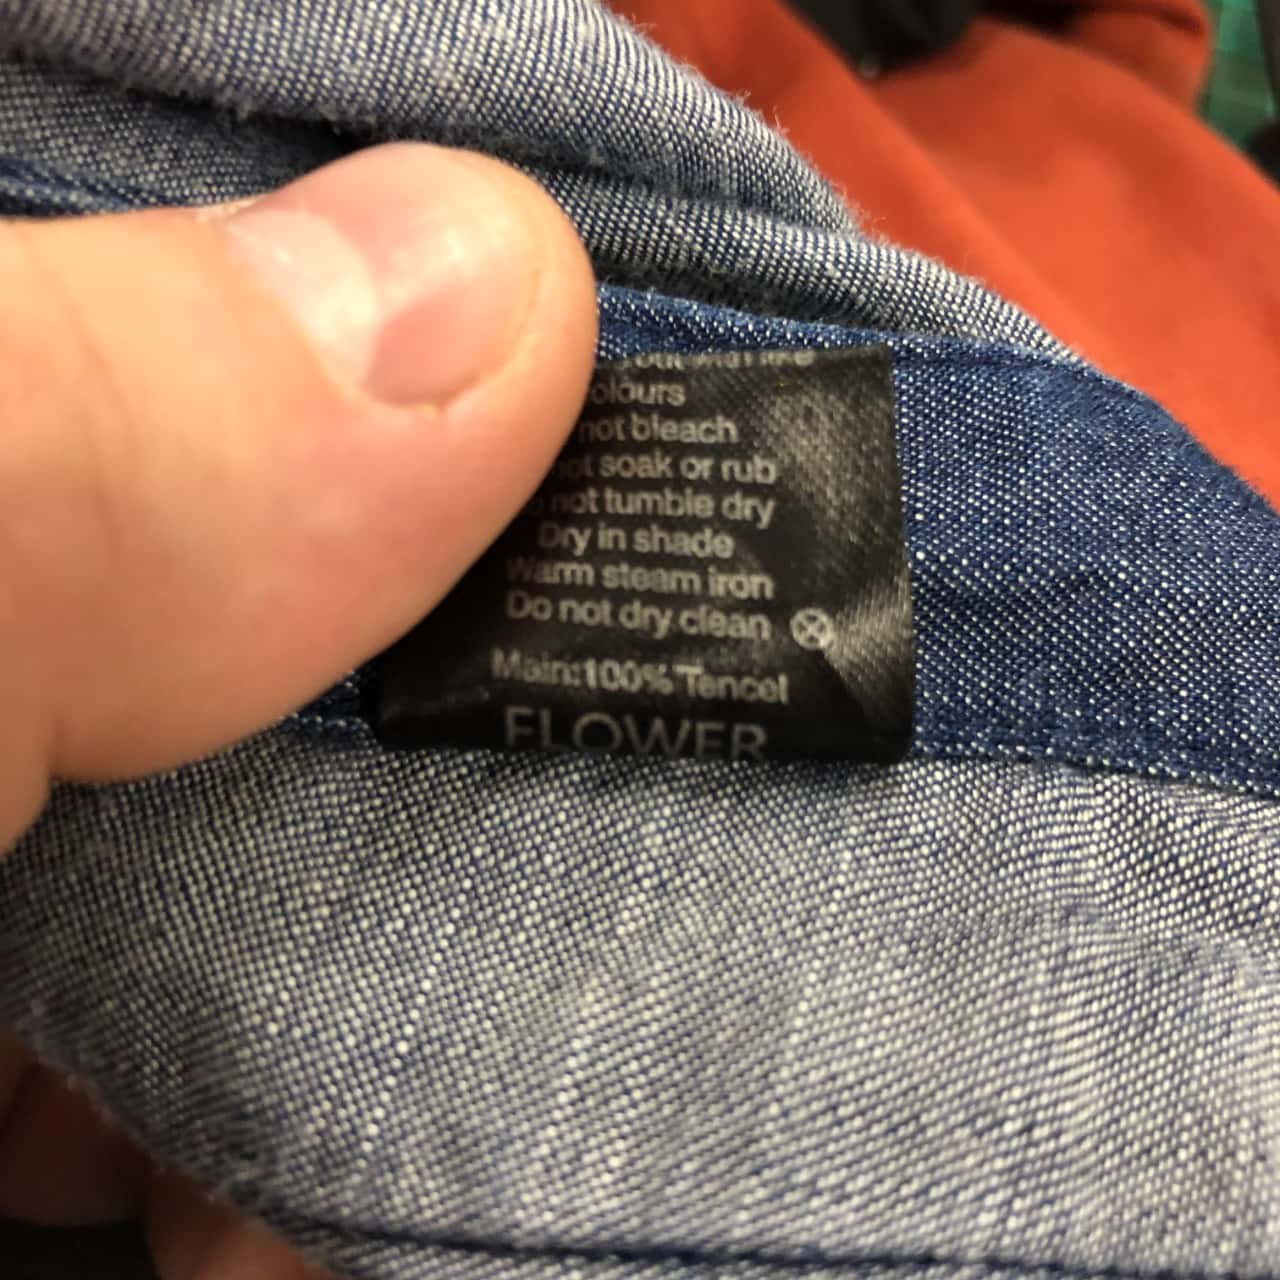 olours
not bleach
not soak or rub
not tumble dry
Dry in shade
Warm steam iron
Do not dry clean
Main:100% Tencel
FLOWER